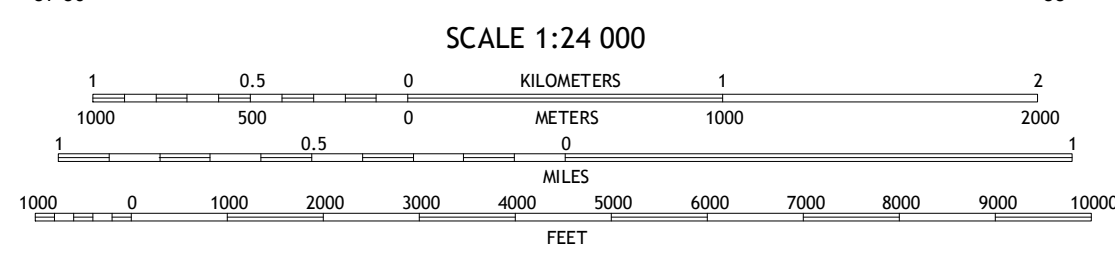 SCALE 1:24 000
1 0.5 0 KILOMETERS 1 2
1000 500 0 METERS 1000 2000
1 0.5 0 1
MILES
1000 0 1000 2000 3000 4000 5000 6000 7000 8000 9000 10000
FEET